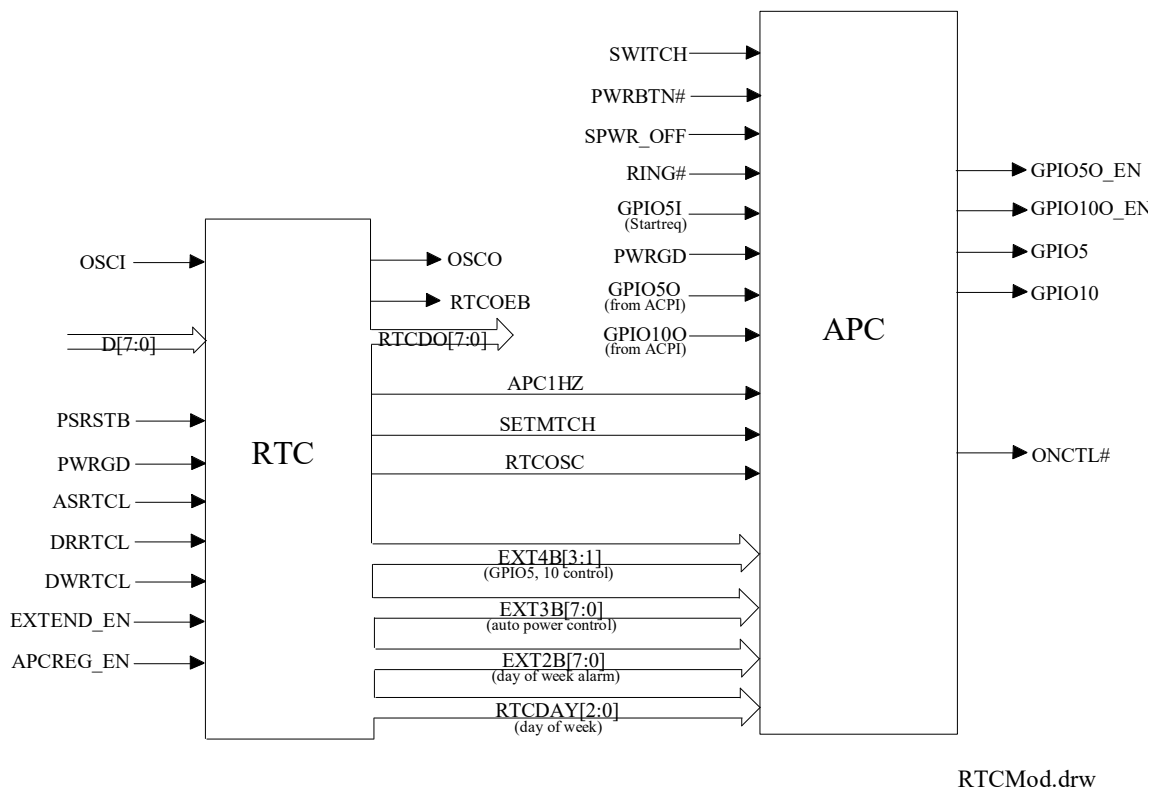 SWITCH
PWRBTN#
SPWR_OFF
RING#
GPIO5I
(Startreq)
PWRGD
GPIO5O
(from ACPI)
GPIO10O
(from ACPI)
APC
GPIO5O_EN
GPIO10O_EN
GPIO5
GPIO10
ONCTL#
OSCI
D[7:0]
PSRSTB
PWRGD
ASRTCL
DRRTCL
DWRTCL
EXTEND_EN
APCREG_EN
RTC
OSCO
RTCOEB
RTCDO[7:0]
APC1HZ
SETMTCH
RTCOSC
EXT4B[3:1]
(GPIO5, 10 control)
EXT3B[7:0]
(auto power control)
EXT2B[7:0]
(day of week alarm)
RTCDAY[2:0]
(day of week)
RTCMod.drw